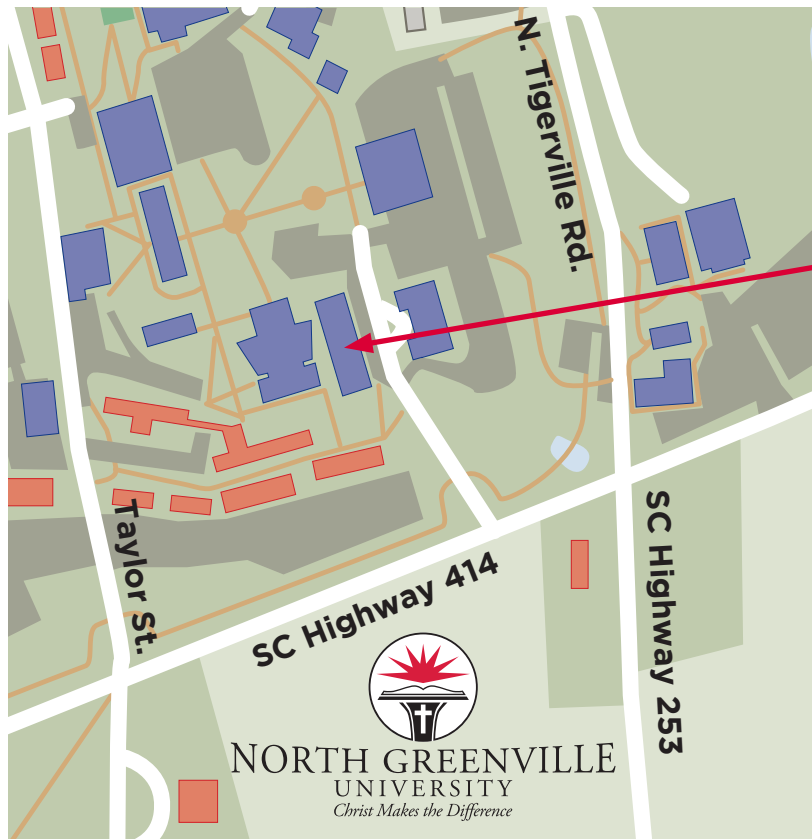 N. Tigerville Rd.
Taylor St.
SC Highway 414
SC Highway 253
NORTH GREENVILLE
UNIVERSITY
Christ Makes the Difference